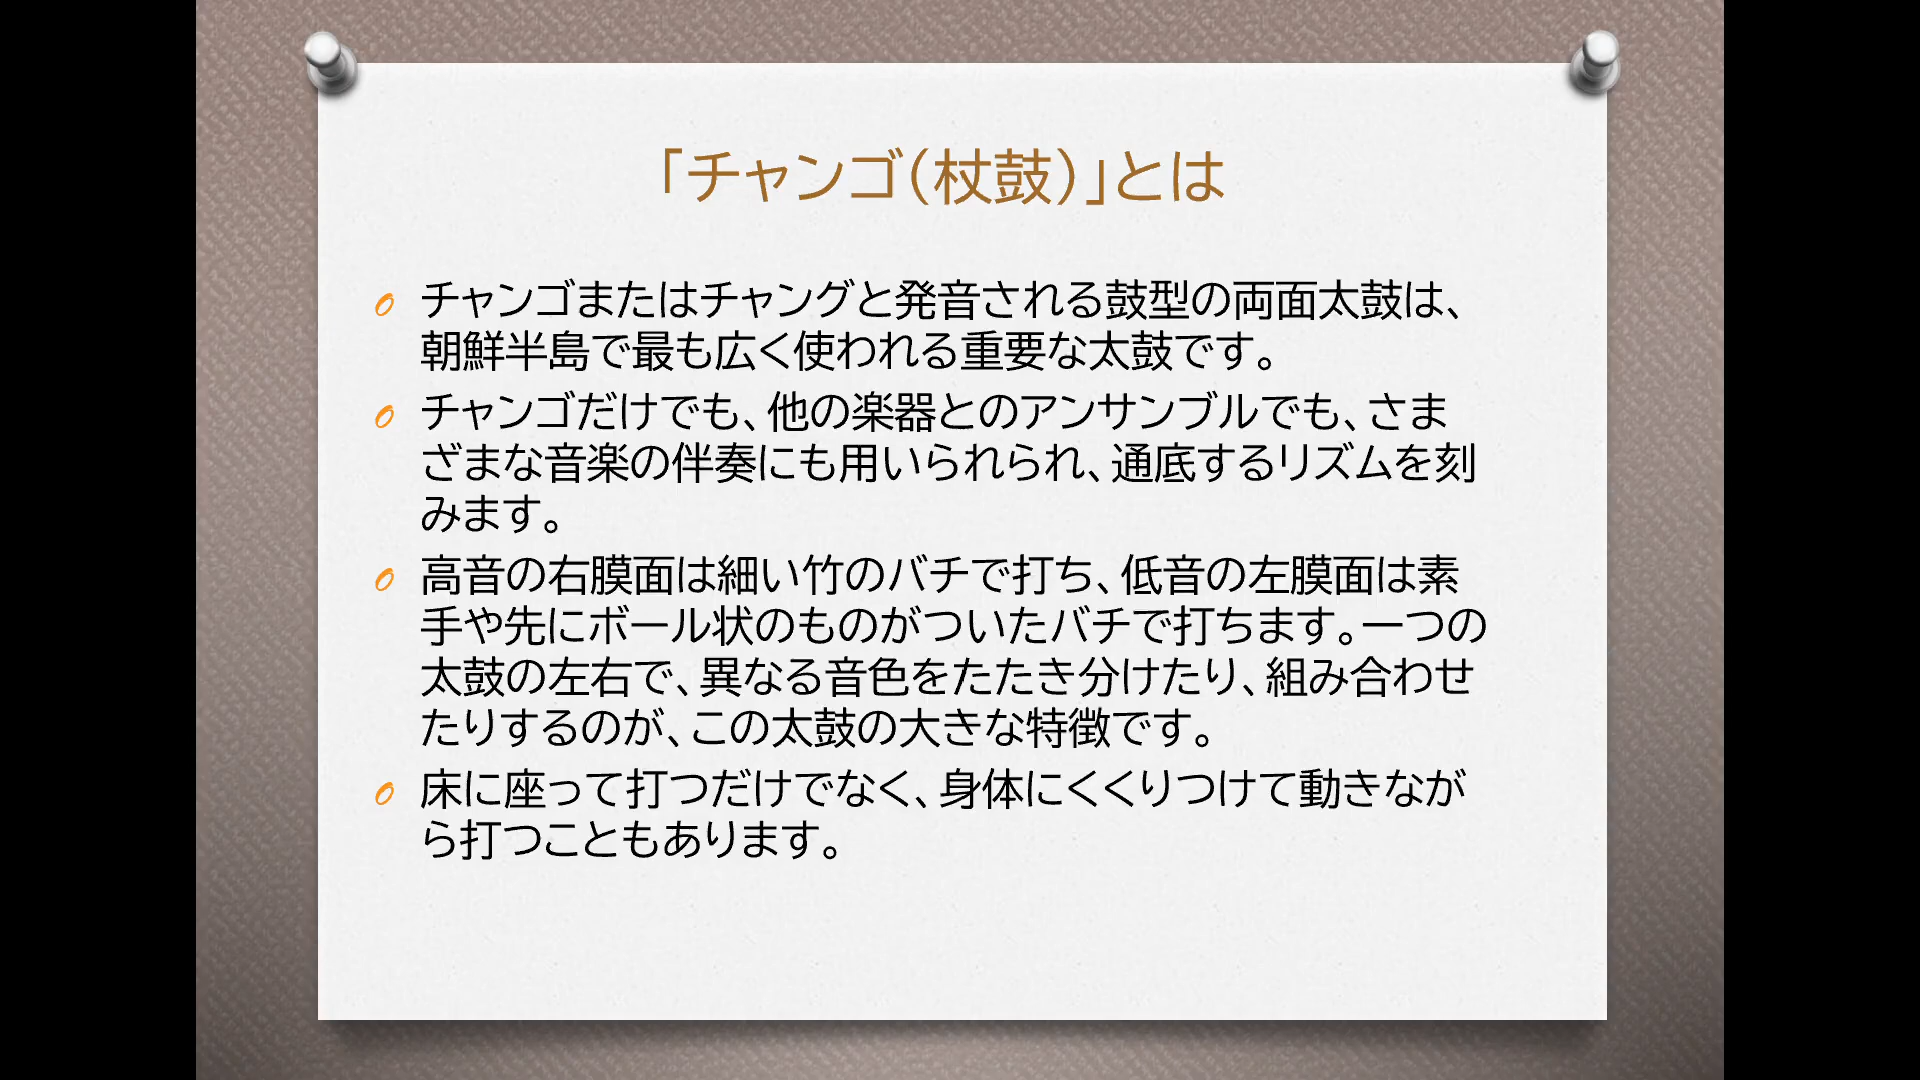 「チャンゴ（杖鼓）」とは
チャンゴまたはチャングと発音される鼓型の両面太鼓は、
朝鮮半島で最も広く使われる重要な太鼓です。
チャンゴだけでも、他の楽器とのアンサンブルでも、さま
ざまな音楽の伴奏にも用いられられ、通底するリズムを刻
みます。
高音の右膜面は細い竹のバチで打ち、低音の左膜面は素
手や先にボール状のものがついたバチで打ちます。一つの
太鼓の左右で、異なる音色をたたき分けたり、組み合わせ
たりするのが、この太鼓の大きな特徴です。
床に座って打つだけでなく、身体にくくりつけて動きなが
ら打つこともあります。